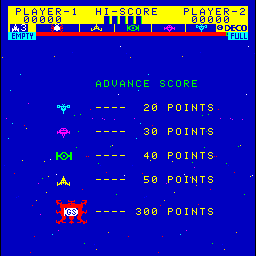 PLAYER-1 HI-SCORE PLAYER-2
00000 00000
3 DECO
EMPTY FULL
ADVANCE SCORE
---- 20 POINTS
---- 30 POINTS
---- 40 POINTS
---- 50 POINTS
GS ---- 300 POINTS